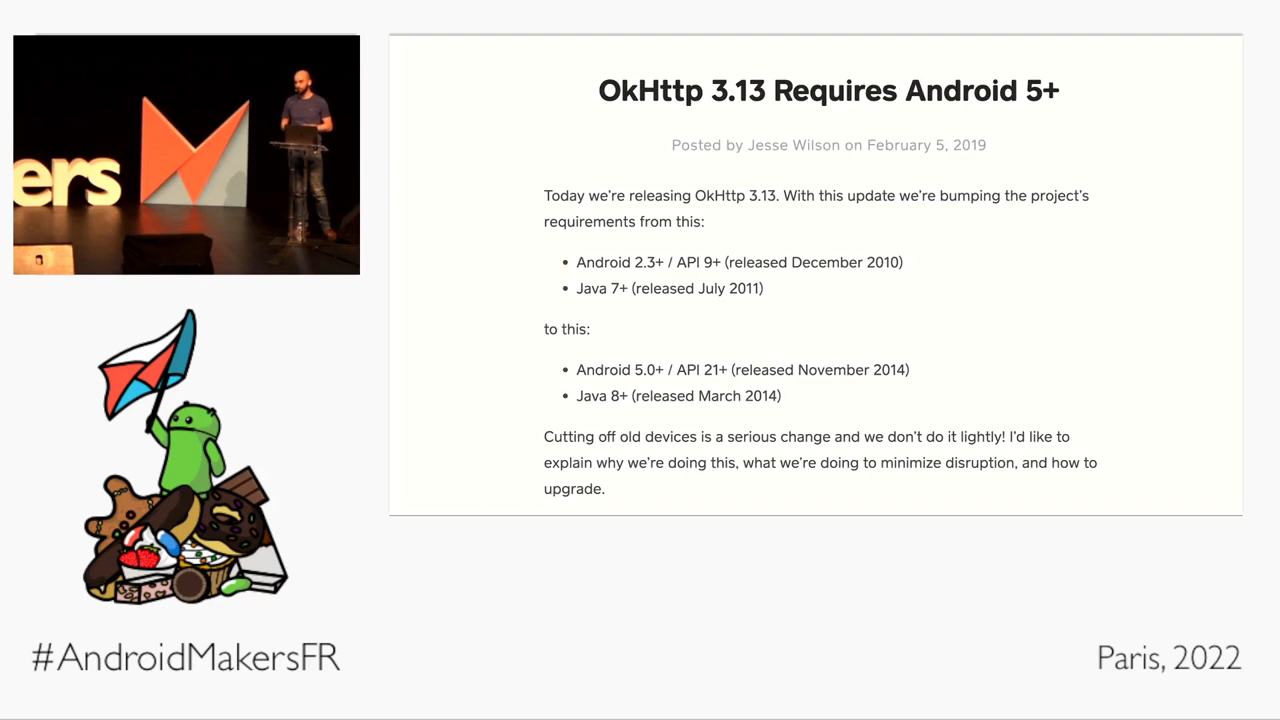 ers
OkHttp 3.13 Requires Android 5+
Posted by Jesse Wilson on February 5, 2019
Today we're releasing OkHttp 3.13. With this update we're bumping the project's
requirements from this:
• Android 2.3+ / API 9+ (released December 2010)
• Java 7+ (released July 2011)
to this:
• Android 5.0+ / API 21+ (released November 2014)
• Java 8+ (released March 2014)
Cutting off old devices is a serious change and we don't do it lightly! I'd like to
explain why we're doing this, what we're doing to minimize disruption, and how to
upgrade.
#AndroidMakersFR
Paris, 2022